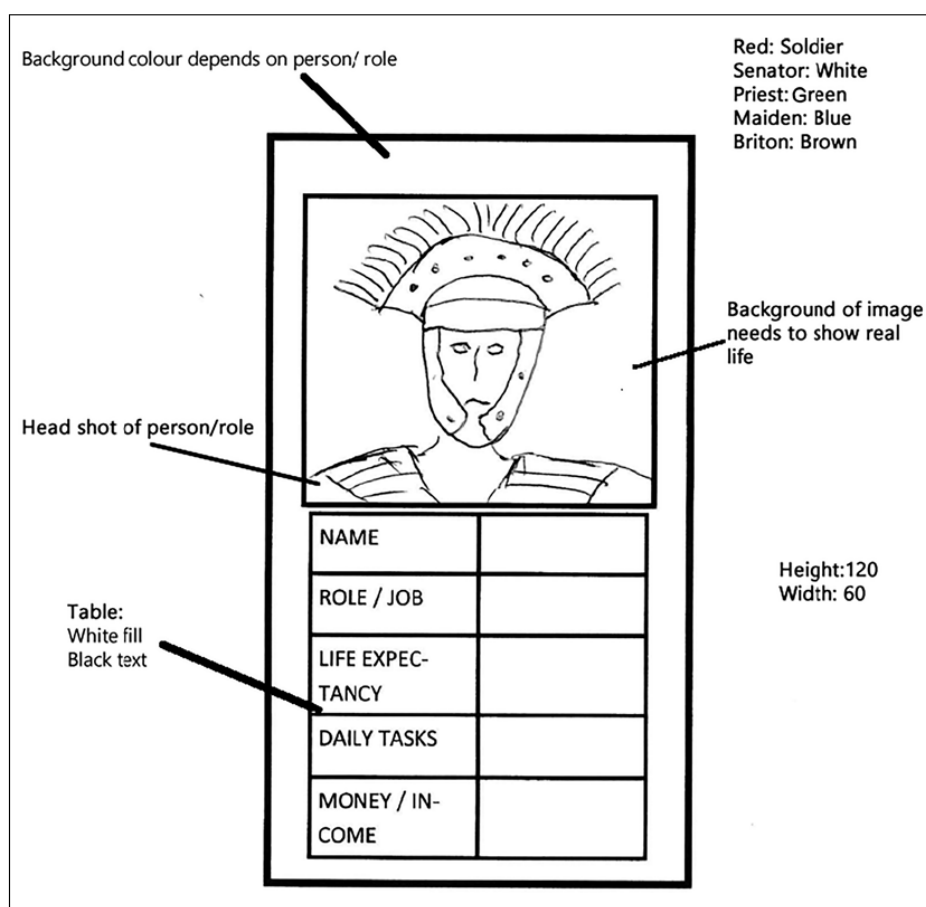 Background colour depends on person/ role
Red: Soldier
Senator: White
Priest: Green
Maiden: Blue
Briton: Brown
Background of image
needs to show real
life
Head shot of person/role
NAME
ROLE / JOB
LIFE EXPEC-
TANCY
DAILY TASKS
MONEY / IN-
COME
Table:
White fill
Black text
Height:120
Width: 60